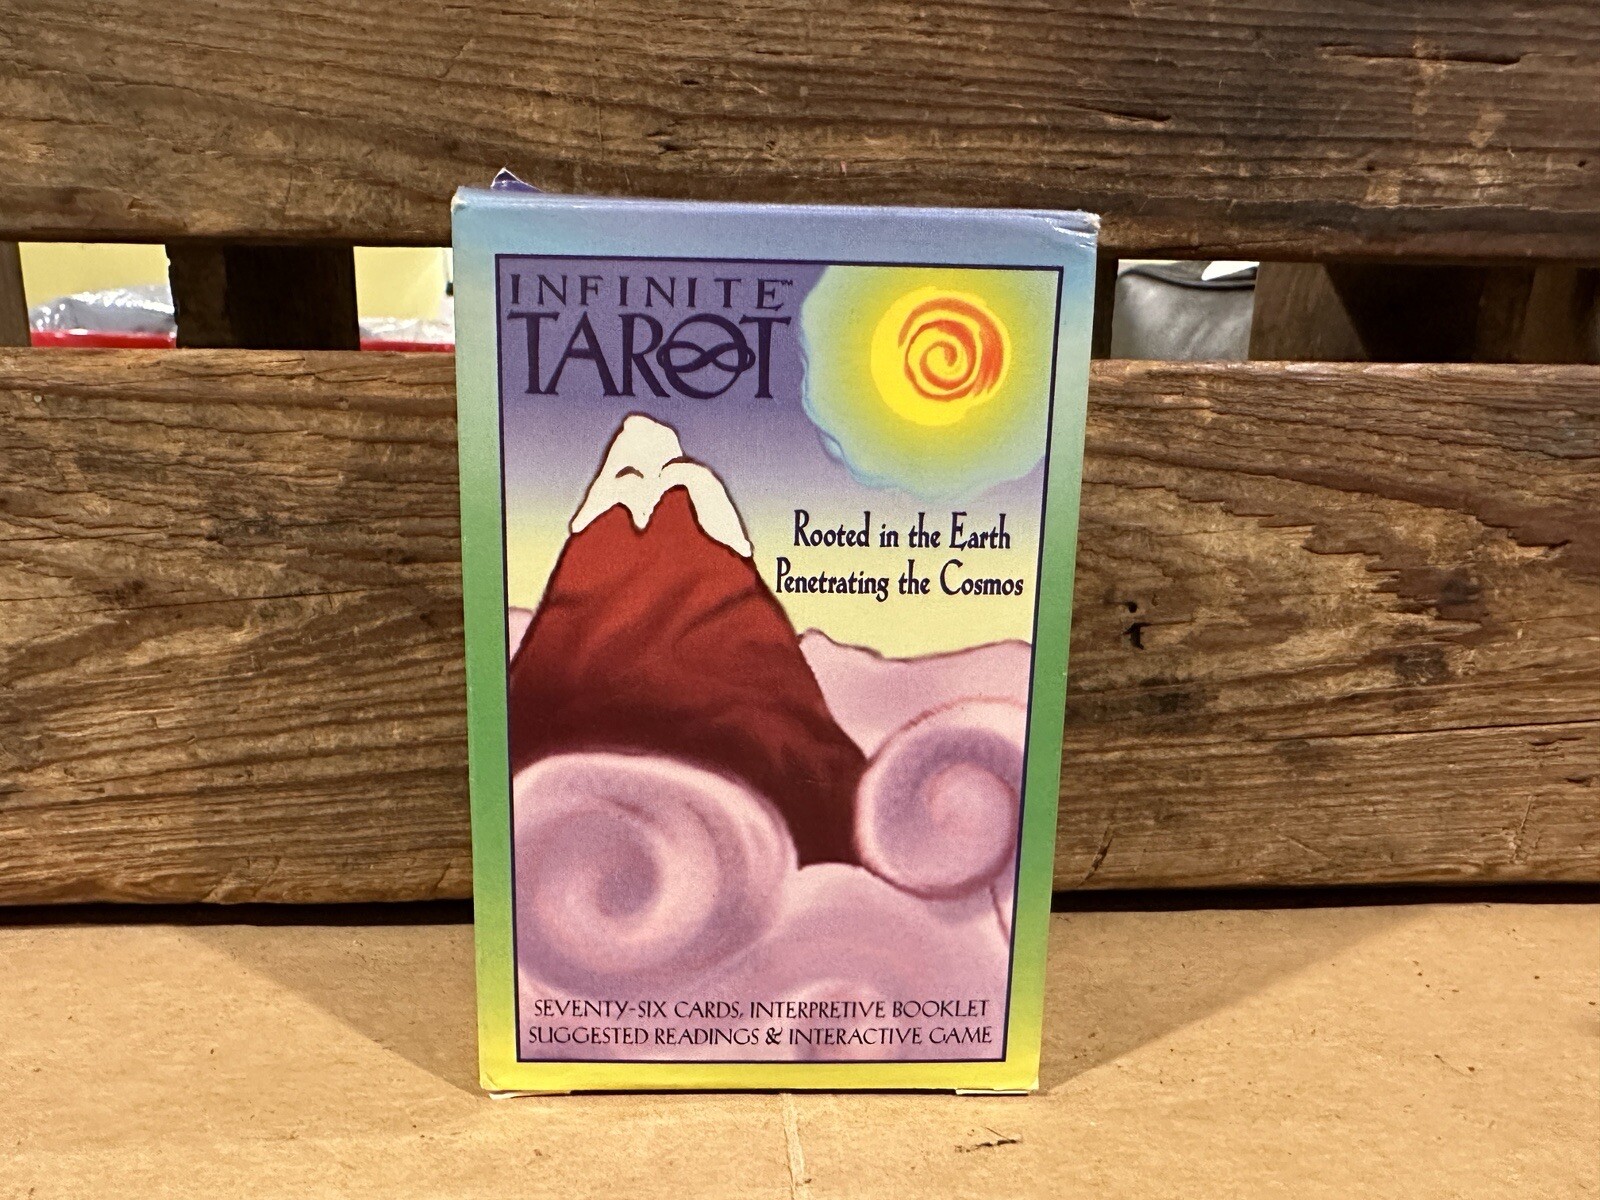 INFINITE™
TAROT
Rooted in the Earth
Penetrating the Cosmos
SEVENTY-SIX CARDS, INTERPRETIVE BOOKLET
SUGGESTED READINGS & INTERACTIVE GAME